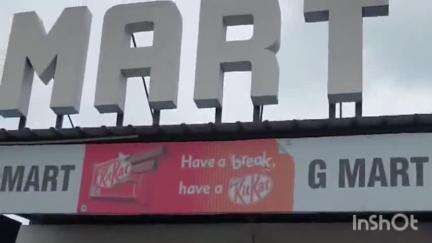 MART
MART
KitKat
Have a break,
have a KitKat
G MART
InShOt